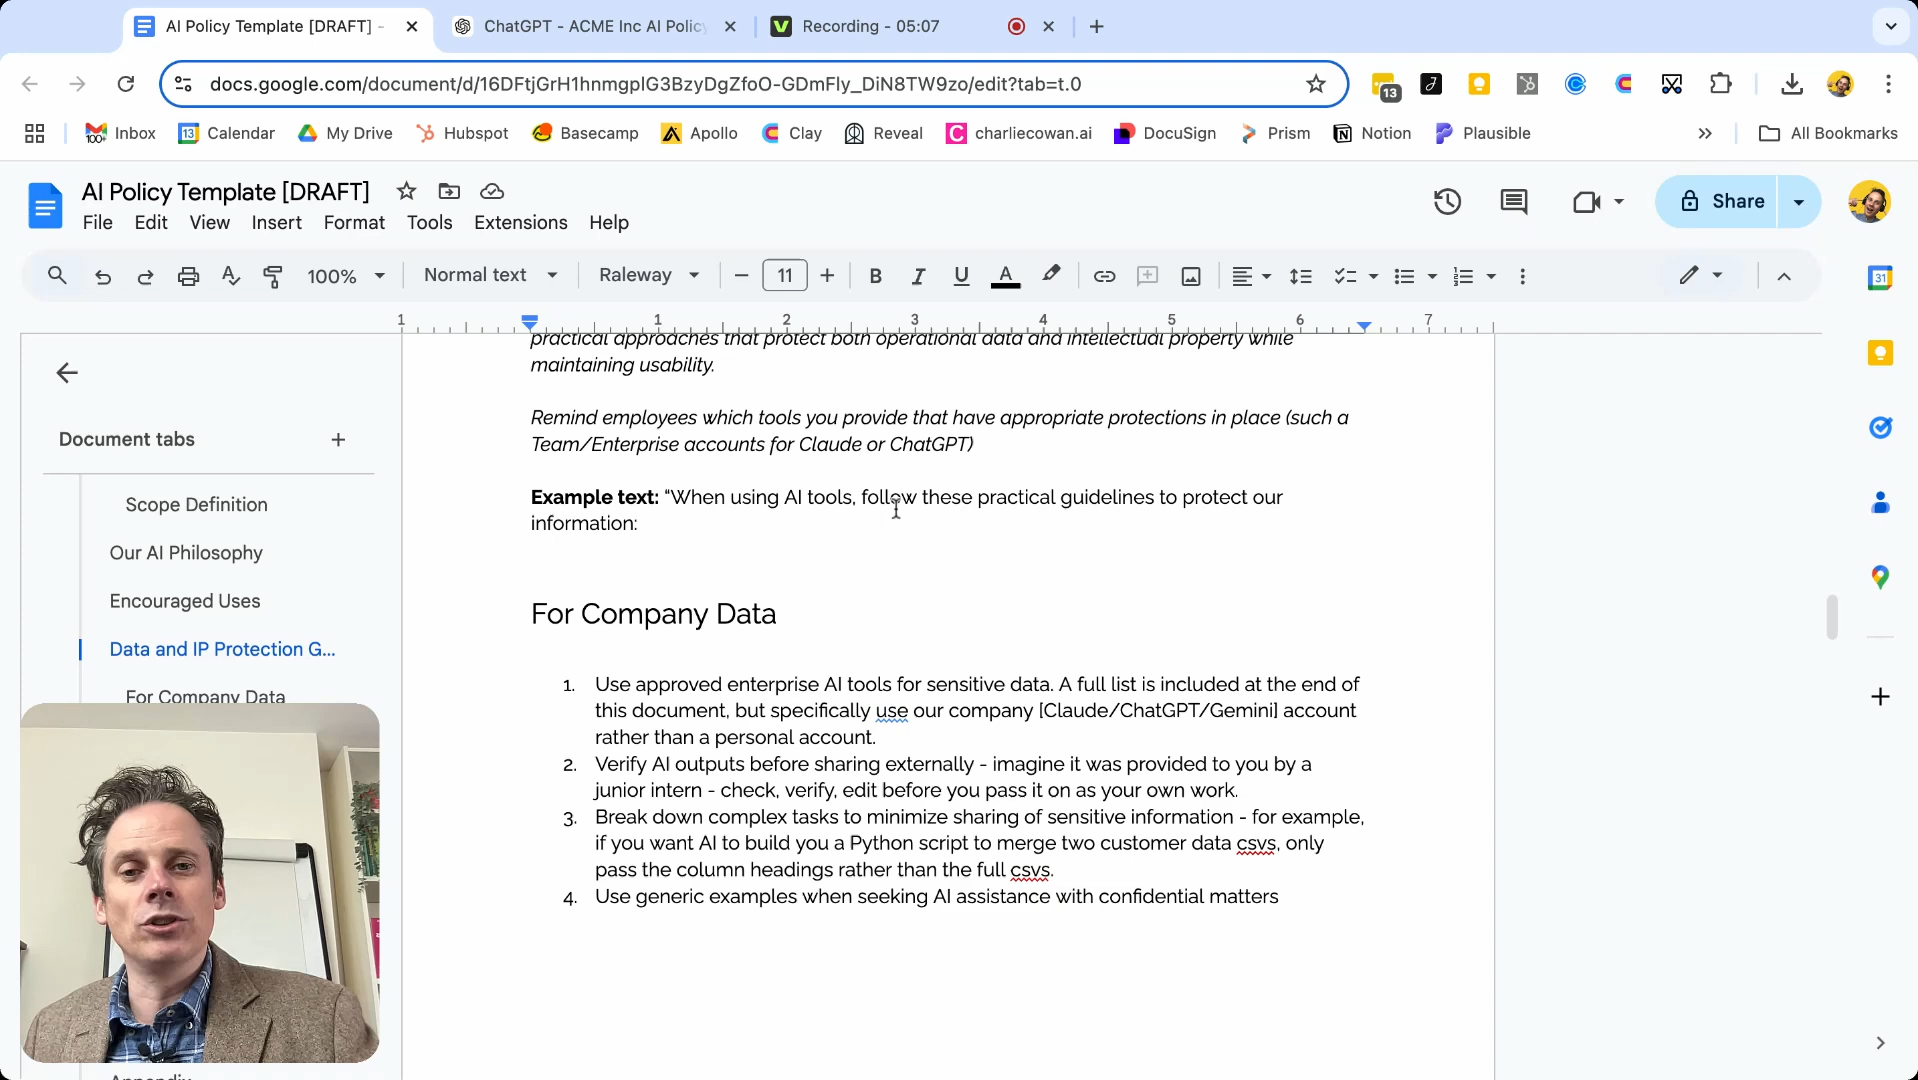 AI Policy Template [DRAFT] -
ChatGPT - ACME Inc AI Policy
Recording - 05:07
docs.google.com/document/d/16DFtjGrH1hnmgplG3BzyDgZfoO-GDmFly_DiN8TW9zo/edit?tab=t.0
13
Inbox
Calendar
My Drive
Hubspot
Basecamp
Apollo
Clay
Reveal
charliecowan.ai
DocuSign
Prism
Notion
Plausible
All Bookmarks
AI Policy Template [DRAFT]
File Edit View Insert Format Tools Extensions Help
Share
100%
Normal text
Raleway
11
1 1 2 3 4 5 6 7
Document tabs
Scope Definition
Our AI Philosophy
Encouraged Uses
Data and IP Protection G...
For Company Data
Appendix
practical approaches that protect both operational data and intellectual property while
maintaining usability.
Remind employees which tools you provide that have appropriate protections in place (such a
Team/Enterprise accounts for Claude or ChatGPT)
Example text: “When using AI tools, follow these practical guidelines to protect our
information:
For Company Data
1. Use approved enterprise AI tools for sensitive data. A full list is included at the end of
this document, but specifically use our company [Claude/ChatGPT/Gemini] account
rather than a personal account.
2. Verify AI outputs before sharing externally - imagine it was provided to you by a
junior intern - check, verify, edit before you pass it on as your own work.
3. Break down complex tasks to minimize sharing of sensitive information - for example,
if you want AI to build you a Python script to merge two customer data csvs, only
pass the column headings rather than the full csvs.
4. Use generic examples when seeking AI assistance with confidential matters